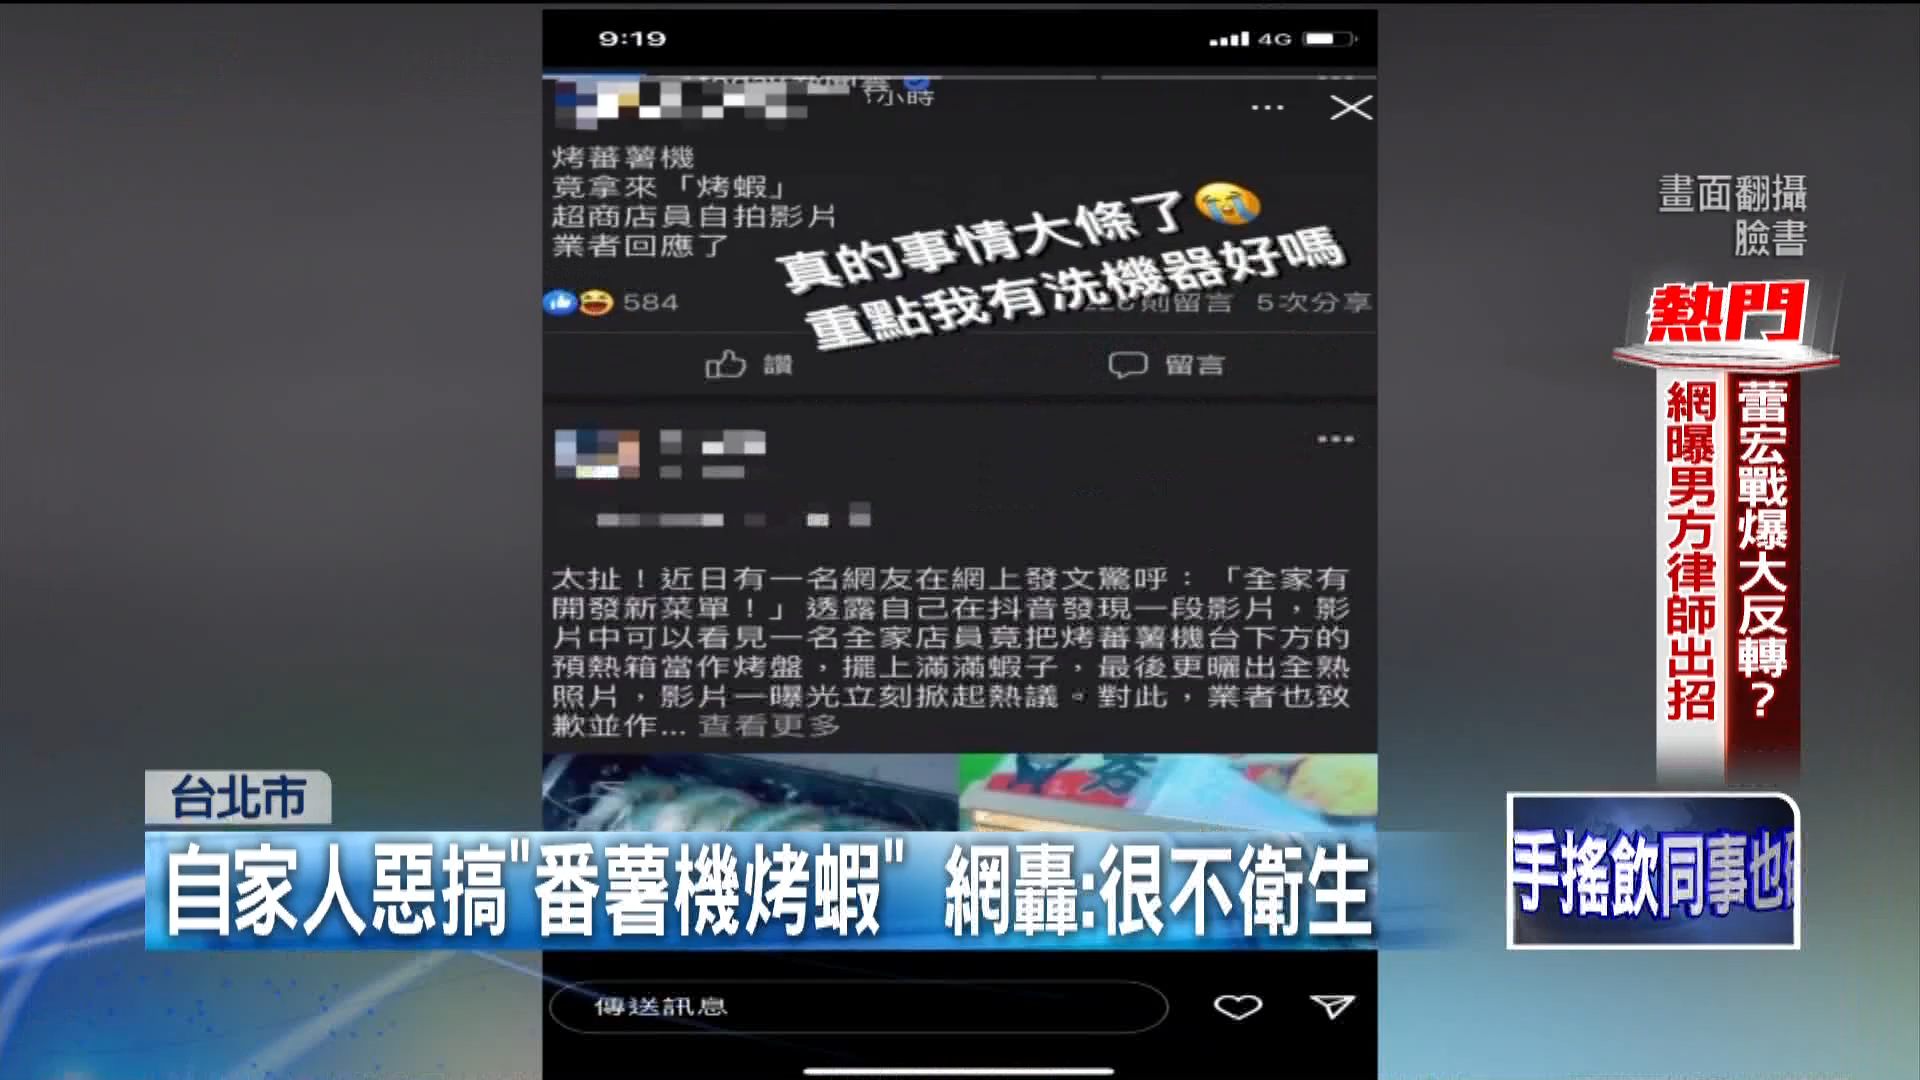 9:19
4G
小時
烤蕃薯機
竟拿來「烤蝦」
超商店員自拍影片
業者回應了
真的事情大條了
重點我有洗機器好嗎
584
則留言 5次分享
讚
留言
太扯！近日有一名網友在網上發文驚呼：「全家有
開發新菜單！」透露自己在抖音發現一段影片，影
片中可以看見一名全家店員竟把烤蕃薯機台下方的
預熱箱當作烤盤，擺上滿滿蝦子，最後更曬出全熟
照片，影片一曝光立刻掀起熱議。對此，業者也致
歉並作... 查看更多
傳送訊息
台北市
自家人惡搞"番薯機烤蝦" 網轟:很不衛生
畫面翻攝
臉書
熱門
蕾宏戰爆大反轉？
網曝男方律師出招
手搖飲同事也